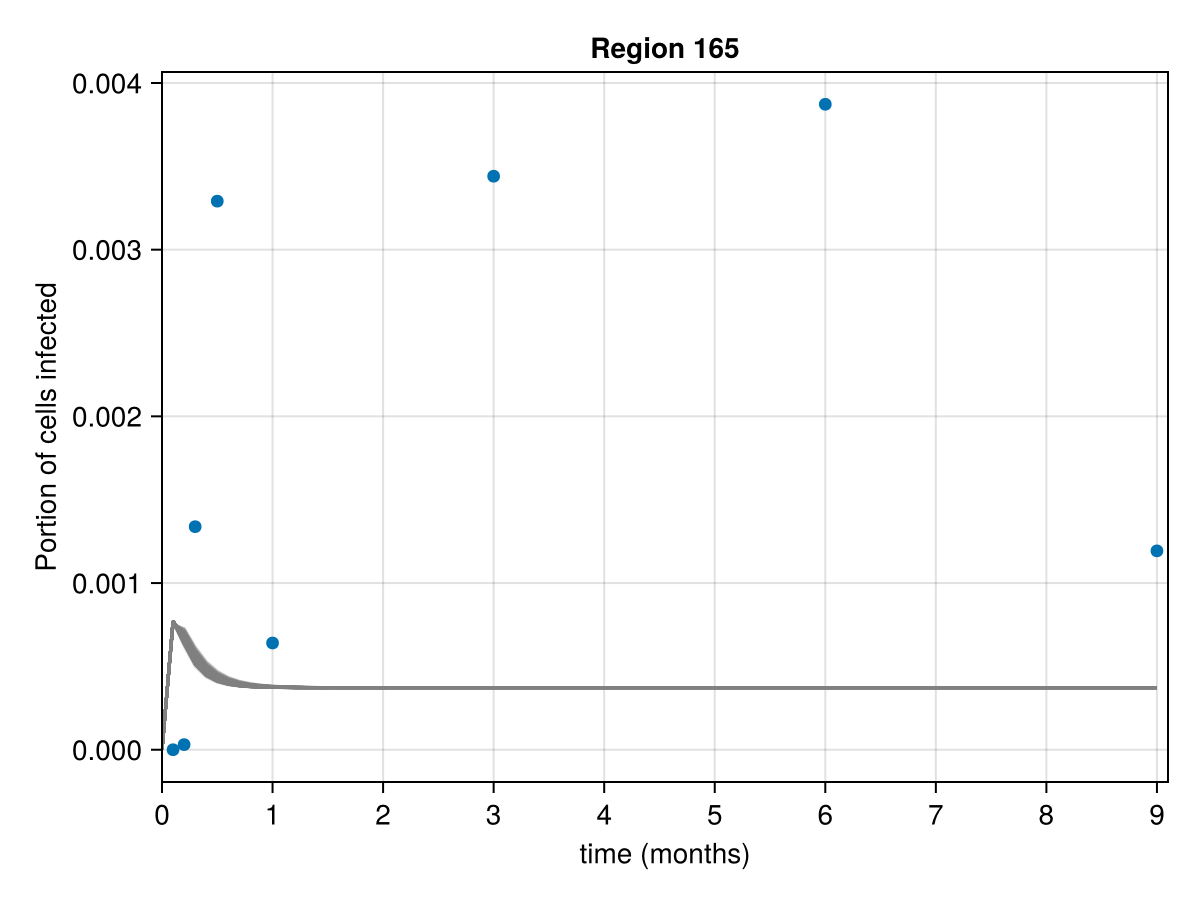 Region 165
Portion of cells infected
0.004
0.003
0.002
0.001
0.000
0 1 2 3 4 5 6 7 8 9
time (months)